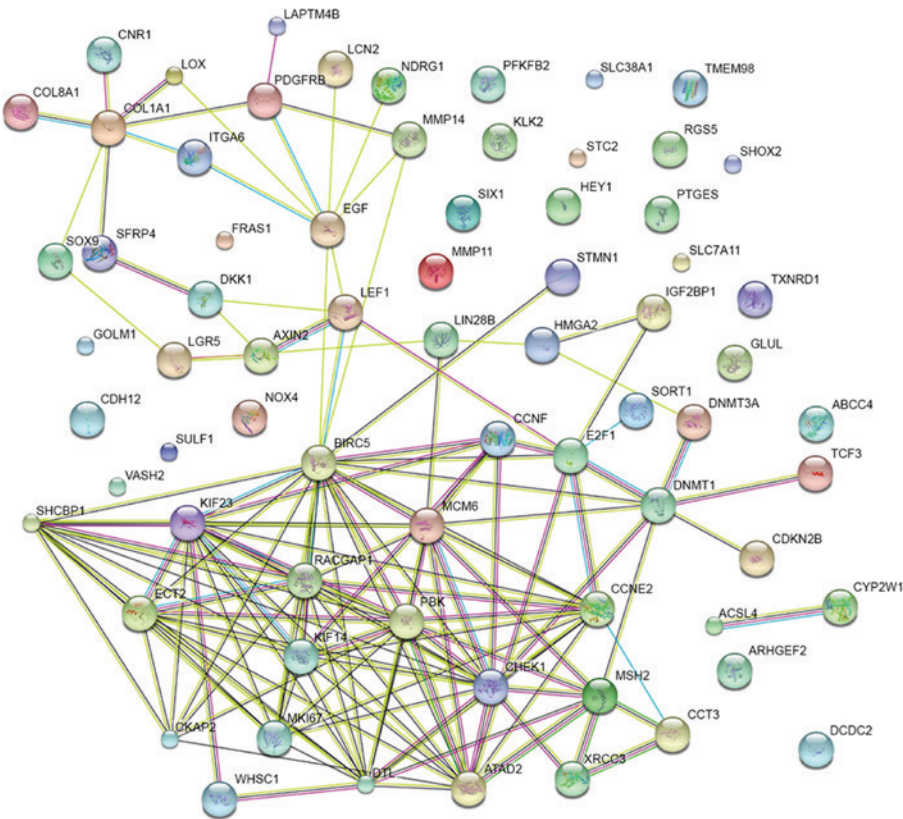 LAPTM4B
CNR1
LCN2
LOX
PDGFRB
NDRG1
PFKFB2
SLC38A1
TMEM98
COL8A1
COL1A1
MMP14
ITGA6
KLK2
RGS5
STC2
SHOX2
EGF
SIX1
HEY1
PTGES
SOX9
SFRP4
FRAS1
MMP11
STMN1
SLC7A11
DKK1
LEF1
IGF2BP1
TXNRD1
LIN28B
HMGA2
GOLM1
LGR5
AXIN2
GLUL
CDH12
NOX4
SORT1
DNMT3A
ABCC4
SULF1
CCNF
E2F1
BIRC5
TCF3
VASH2
DNMT1
SHCBP1
KIF23
MCM6
CDKN2B
RACGAP1
ECT2
PBK
CCNE2
CYP2W1
ACSL4
KIF14
CHEK1
MSH2
ARHGEF2
CKAP2
MKI67
CCT3
DCDC2
WHSC1
DTL
ATAD2
XRCC3